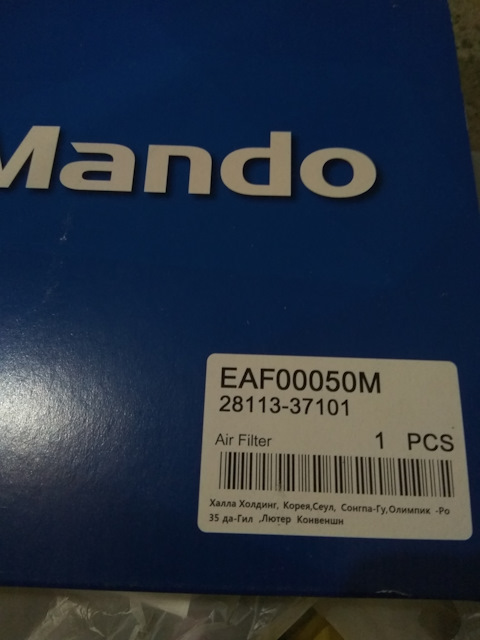 Mando
EAF00050M
28113-37101
Air Filter 1 PCS
Халла Холдинг, Корея,Сеул, Сонгпа-Гу,Олимпик -Ро
35 да-Гил ,Лютер Конвеншн